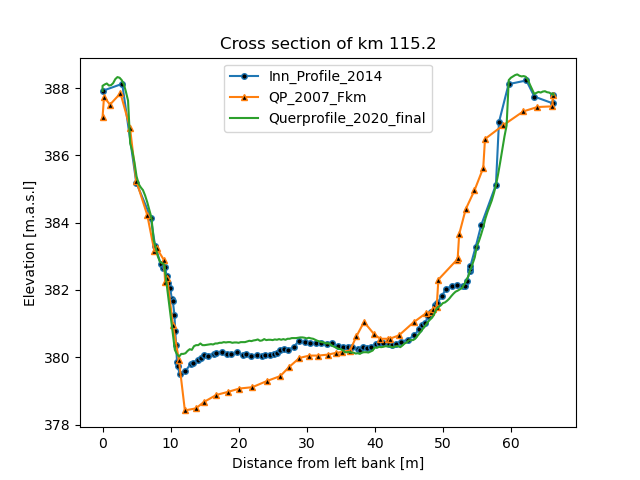 Cross section of km 115.2
Inn_Profile_2014
QP_2007_Fkm
Querprofile_2020_final
Elevation [m.a.s.l]
388
386
384
382
380
378
0 10 20 30 40 50 60
Distance from left bank [m]